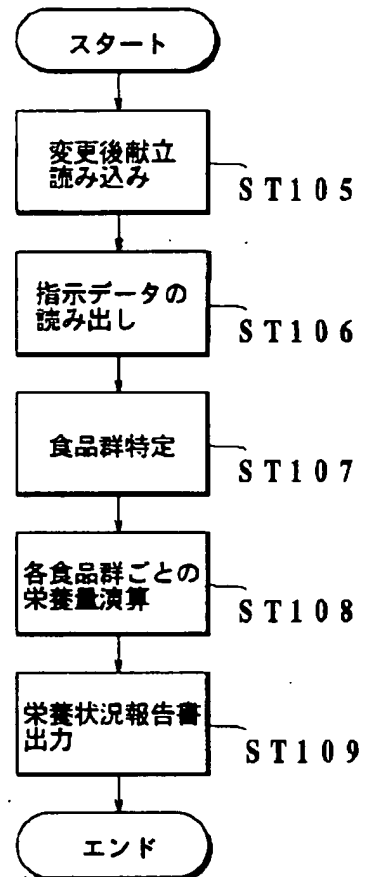 スタート
変更後献立
読み込み
ST105
指示データの
読み出し
ST106
食品群特定
ST107
各食品群ごとの
栄養量演算
ST108
栄養状況報告書
出力
ST109
エンド